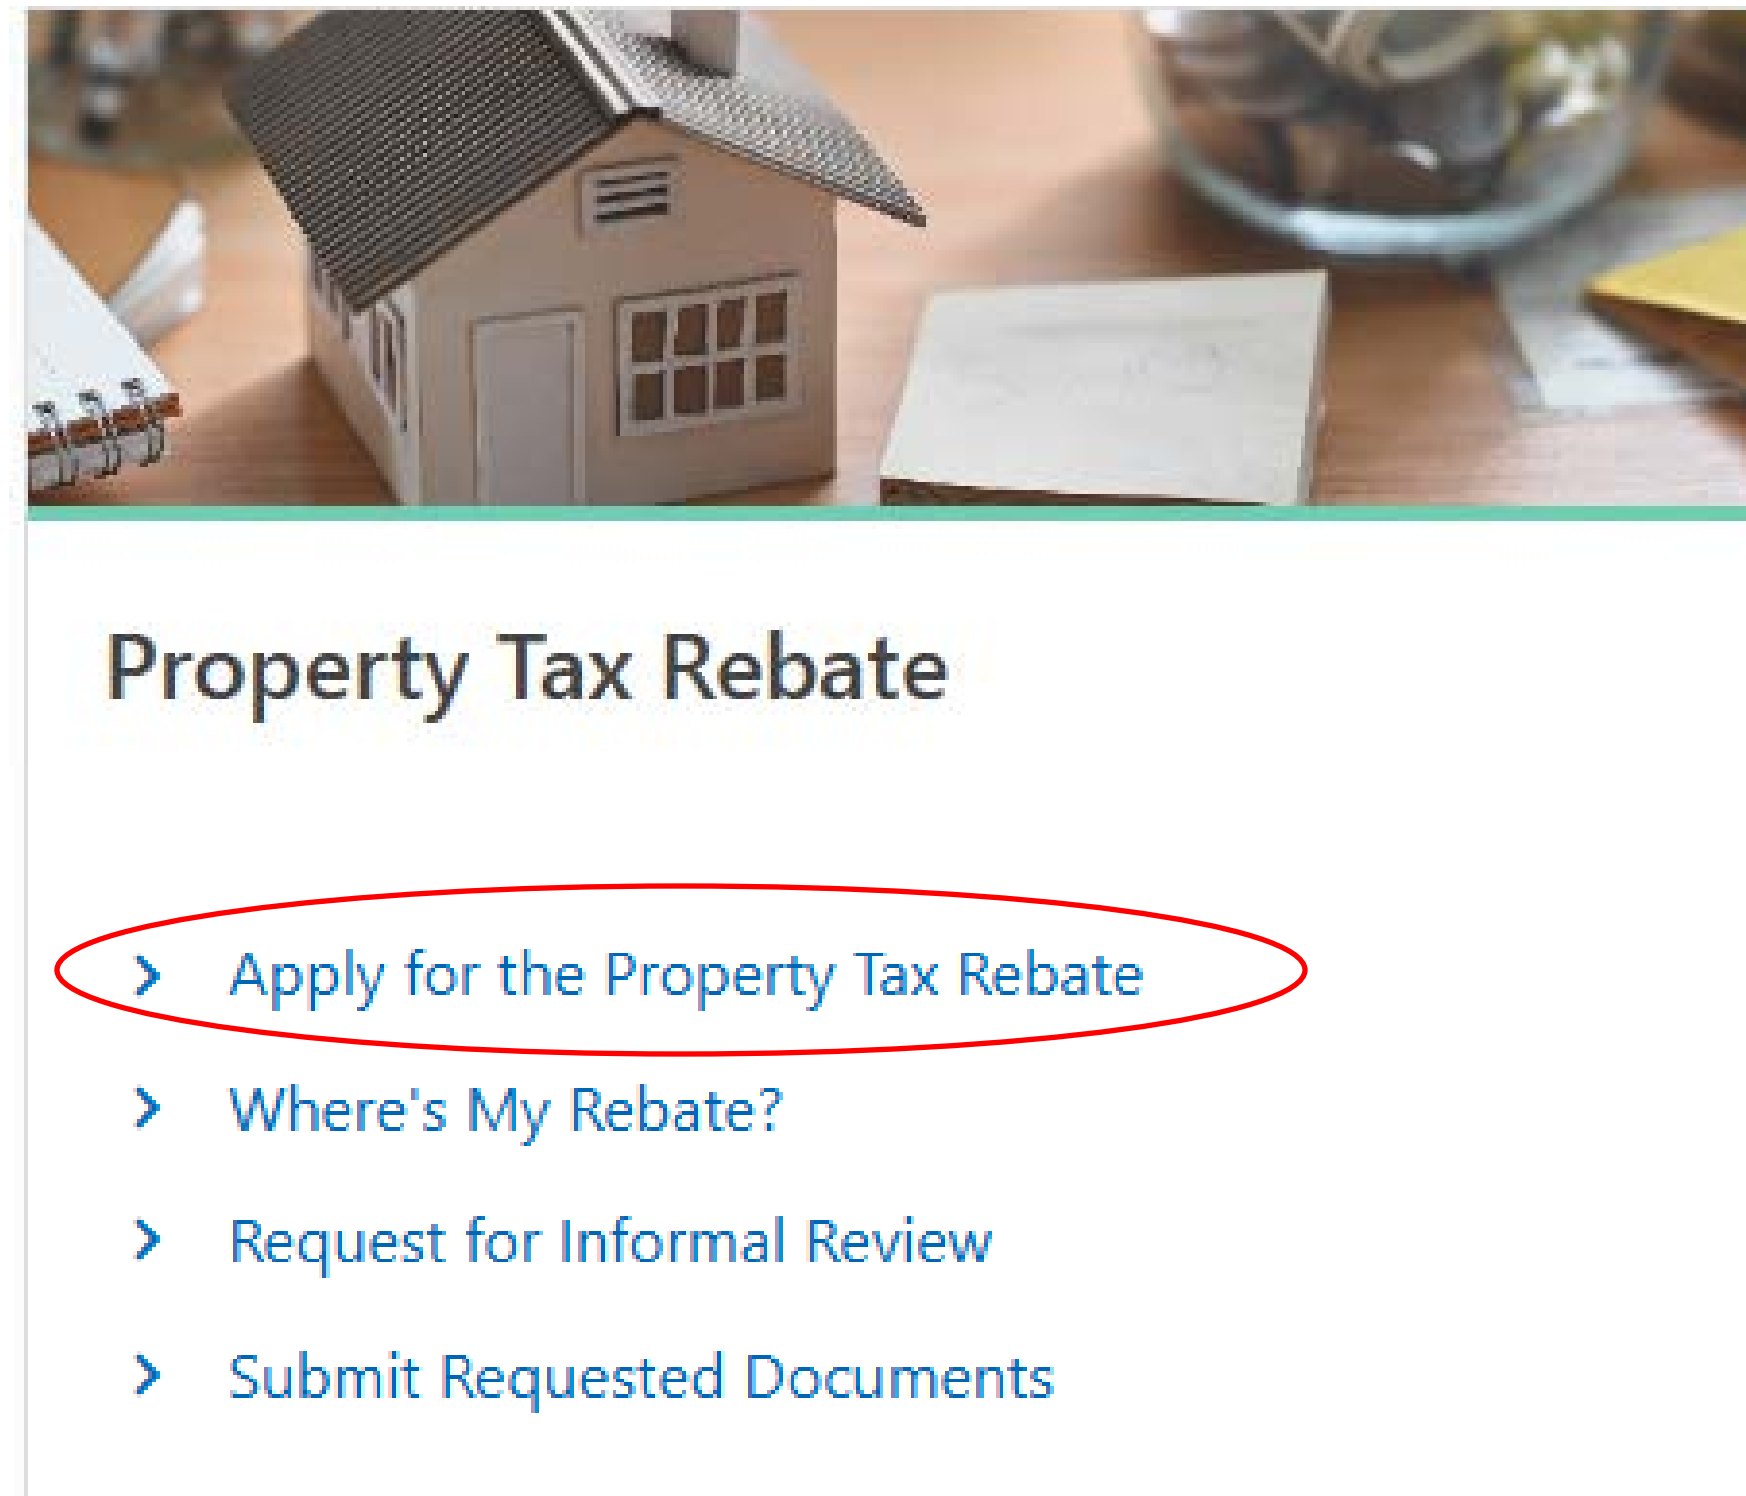 Property Tax Rebate
Apply for the Property Tax Rebate
Where's My Rebate?
Request for Informal Review
Submit Requested Documents